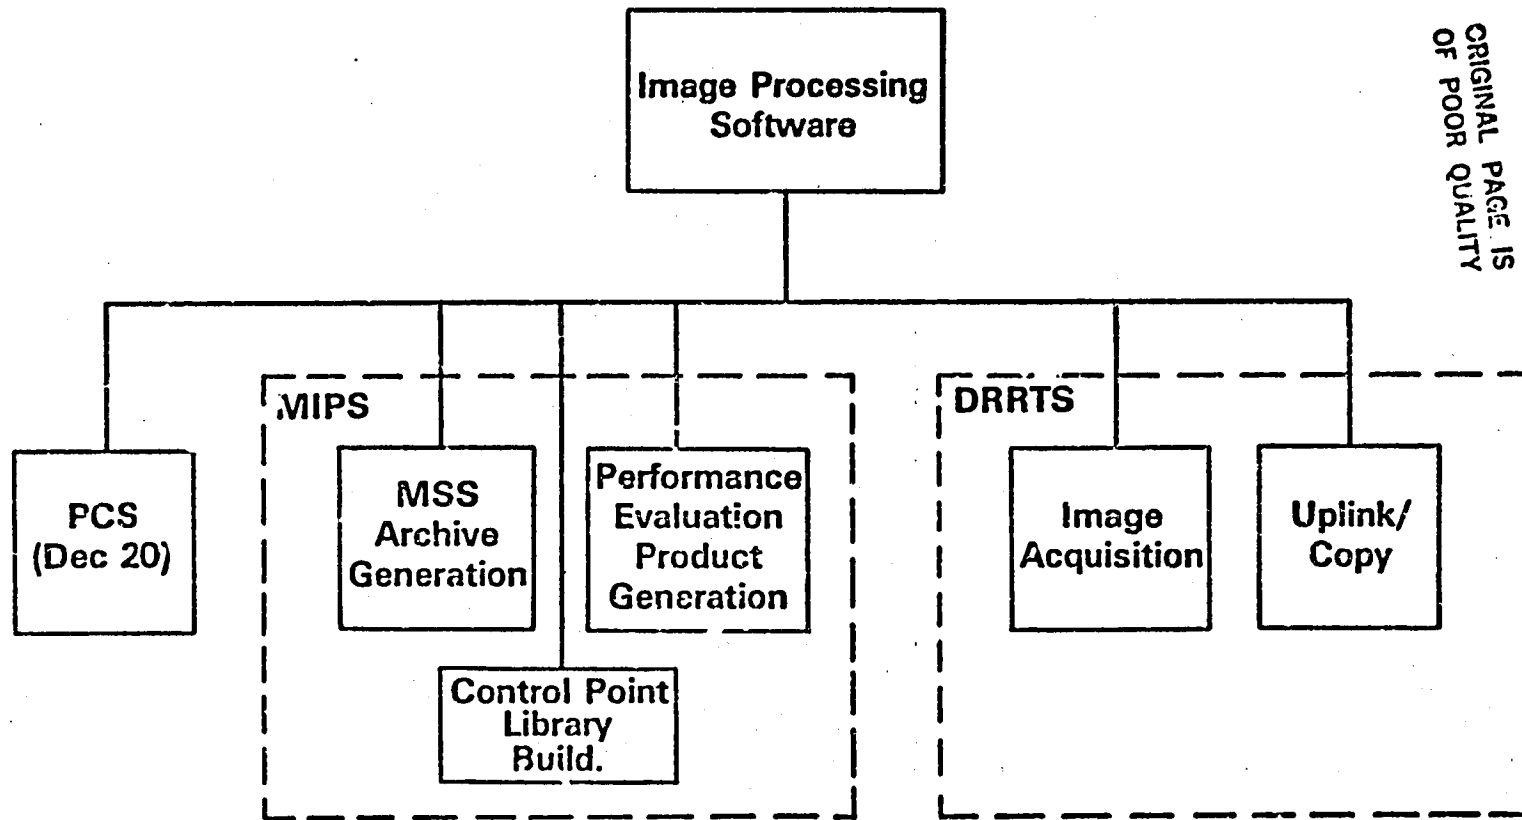 Image Processing
Software
ORIGINAL PAGE IS
OF POOR QUALITY
MIPS
DRRTS
PCS
(Dec 20)
MSS
Archive
Generation
Performance
Evaluation
Product
Generation
Image
Acquisition
Uplink/
Copy
Control Point
Library
Build.